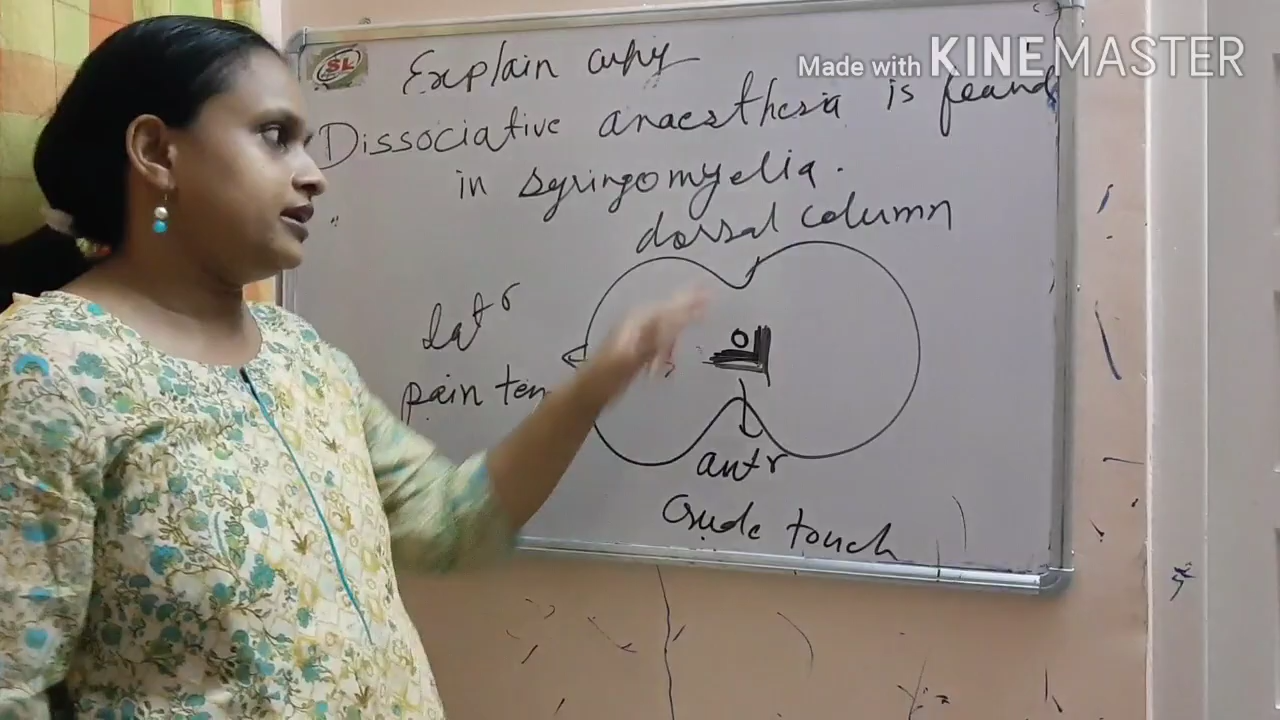 Made with KINEMASTER
SL
Explain why
Dissociative anaesthesia is found
in syringomyelia.
dorsal column
latr
pain tem
antr
Crude touch